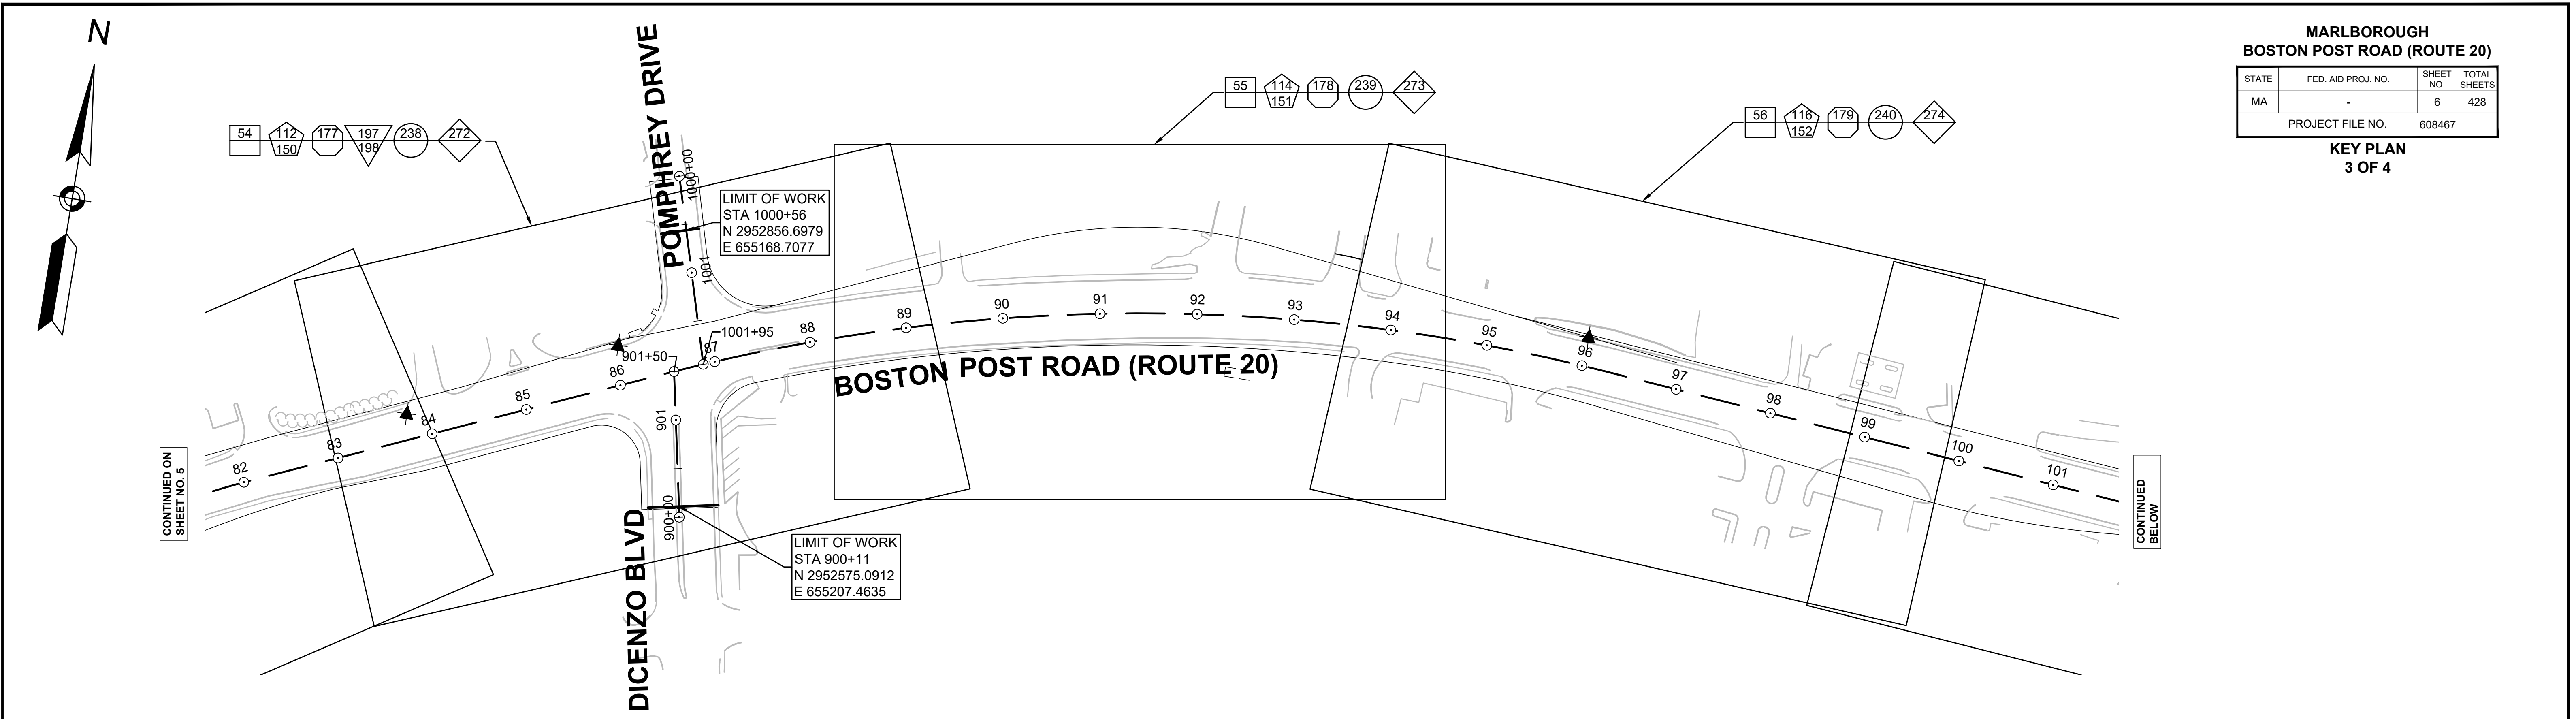 N
MARLBOROUGH
BOSTON POST ROAD (ROUTE 20)
STATE FED. AID PROJ. NO. SHEET NO. TOTAL SHEETS
MA - 6 428
PROJECT FILE NO. 608467
KEY PLAN
3 OF 4
54 112 150 177 197 198 238 272
55 114 151 178 239 273
56 116 152 179 240 274
POMPHREY DRIVE
1000+00
1001
LIMIT OF WORK
STA 1000+56
N 2952856.6979
E 655168.7077
1001+95
901+50
82
83
84
85
86
87
88
89
90
91
92
93
94
95
96
97
98
99
100
101
BOSTON POST ROAD (ROUTE 20)
901
900+00
DICENZO BLVD
LIMIT OF WORK
STA 900+11
N 2952575.0912
E 655207.4635
CONTINUED ON
SHEET NO. 5
CONTINUED
BELOW